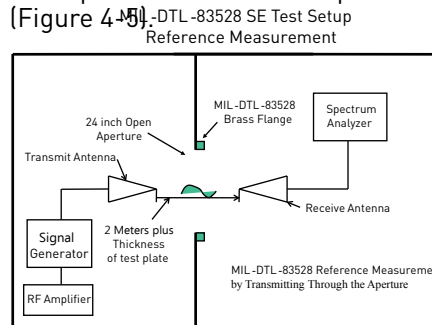 (Figure 4-5).
MIL-DTL-83528 SE Test Setup
Reference Measurement
MIL-DTL-83528
Brass Flange
Spectrum
Analyzer
24 inch Open
Aperture
Transmit Antenna
Receive Antenna
2 Meters plus
Thickness
of test plate
Signal
Generator
RF Amplifier
MIL-DTL-83528 Reference Measureme
by Transmitting Through the Aperture